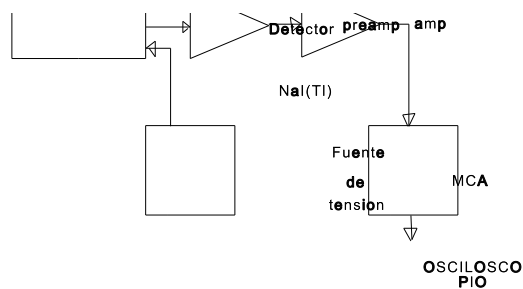 Detector preamp amp
NaI(Tl)
Fuente
de
tension
MCA
OSCILOSCO
PIO